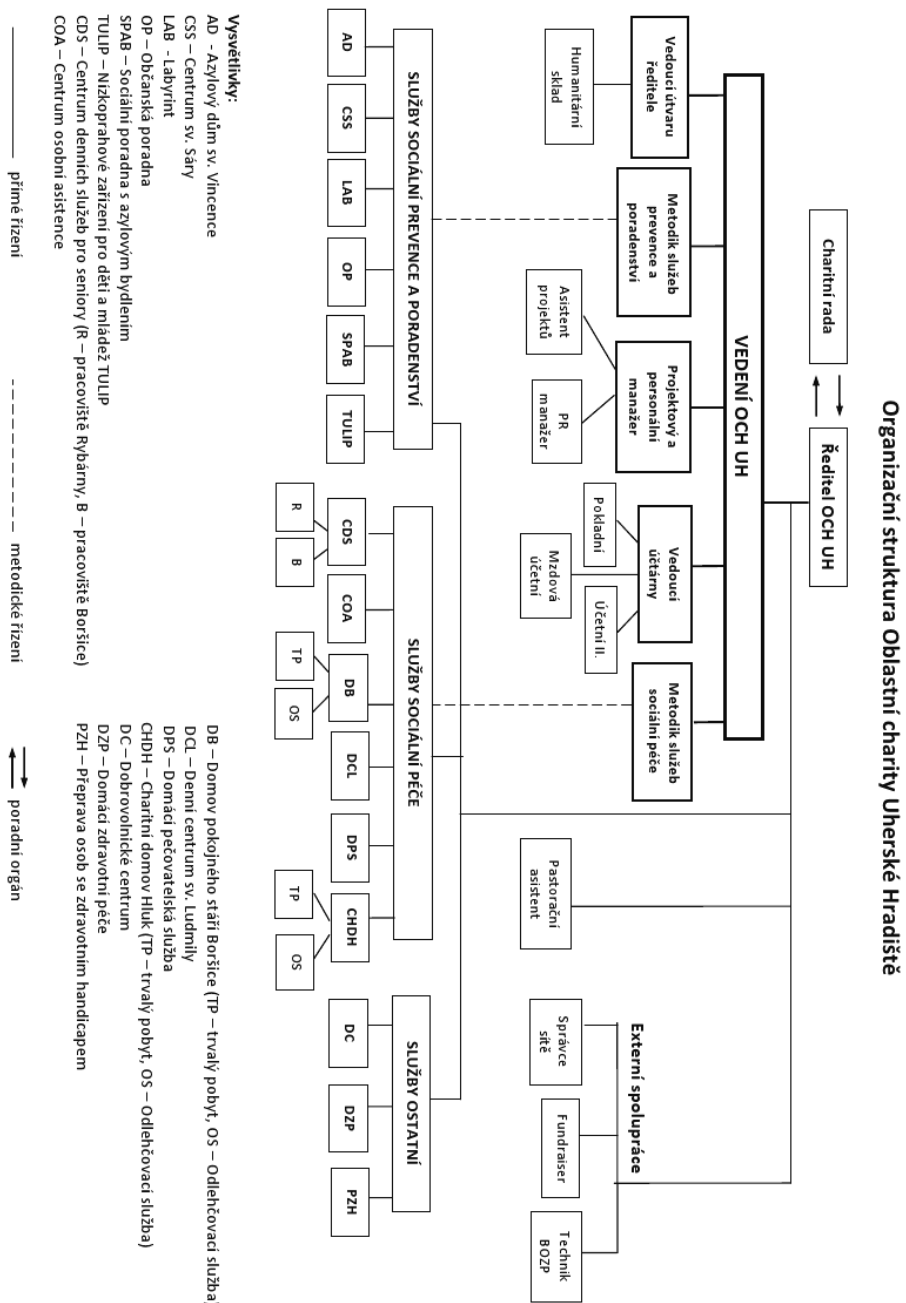 Organizační struktura Oblastní charity Uherské Hradiště
Charitní rada
Ředitel OCH UH
VEDENÍ OCH UH
Vedoucí útvaru
ředitele
Metodik služeb
prevence a
poradenství
Projektový a
personální
manažer
Vedoucí
účtárny
Metodik služeb
sociální péče
Humanitární
sklad
Asistent
projektů
PR
manažer
Pokladní
Mzdová
účetní
Účetní II.
Pastorační
asistent
Externí spolupráce
Správce
sítě
Fundraiser
Technik
BOZP
SLUŽBY SOCIÁLNÍ PREVENCE A PORADENSTVÍ
AD
CSS
LAB
OP
SPAB
TULIP
SLUŽBY SOCIÁLNÍ PÉČE
CDS
COA
DB
DCL
DPS
CHDH
R
B
TP
OS
TP
OS
SLUŽBY OSTATNÍ
DC
DZP
PZH
Vysvětlivky:
AD - Azylový dům sv. Vincence
CSS – Centrum sv. Sáry
LAB - Labyrint
OP – Občanská poradna
SPAB – Sociální poradna s azylovým bydlením
TULIP – Nízkoprahové zařízení pro děti a mládež TULIP
CDS – Centrum denních služeb pro seniory (R – pracoviště Rybárny, B – pracoviště Boršice)
COA – Centrum osobní asistence
DB – Domov pokojného stáří Boršice (TP – trvalý pobyt, OS – Odlehčovací služba)
DCL – Denní centrum sv. Ludmily
DPS – Domácí pečovatelská služba
CHDH – Charitní domov Hluk (TP – trvalý pobyt, OS – Odlehčovací služba)
DC – Dobrovolnické centrum
DZP – Domácí zdravotní péče
PZH – Přeprava osob se zdravotním handicapem
přímé řízení
metodické řízení
poradní orgán